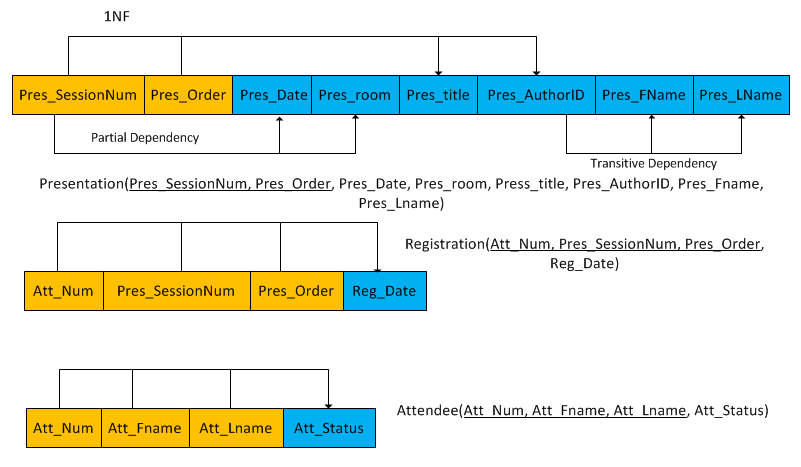 1NF
Pres_SessionNum Pres_Order Pres_Date Pres_room Pres_title Pres_AuthorID Pres_FName Pres_LName
Partial Dependency
Transitive Dependency
Presentation(Pres_SessionNum, Pres_Order, Pres_Date, Pres_room, Press_title, Pres_AuthorID, Pres_Fname,
Pres_Lname)
Registration(Att_Num, Pres_SessionNum, Pres_Order,
Reg_Date)
Att_Num Pres_SessionNum Pres_Order Reg_Date
Attendee(Att_Num, Att_Fname, Att_Lname, Att_Status)
Att_Num Att_Fname Att_Lname Att_Status